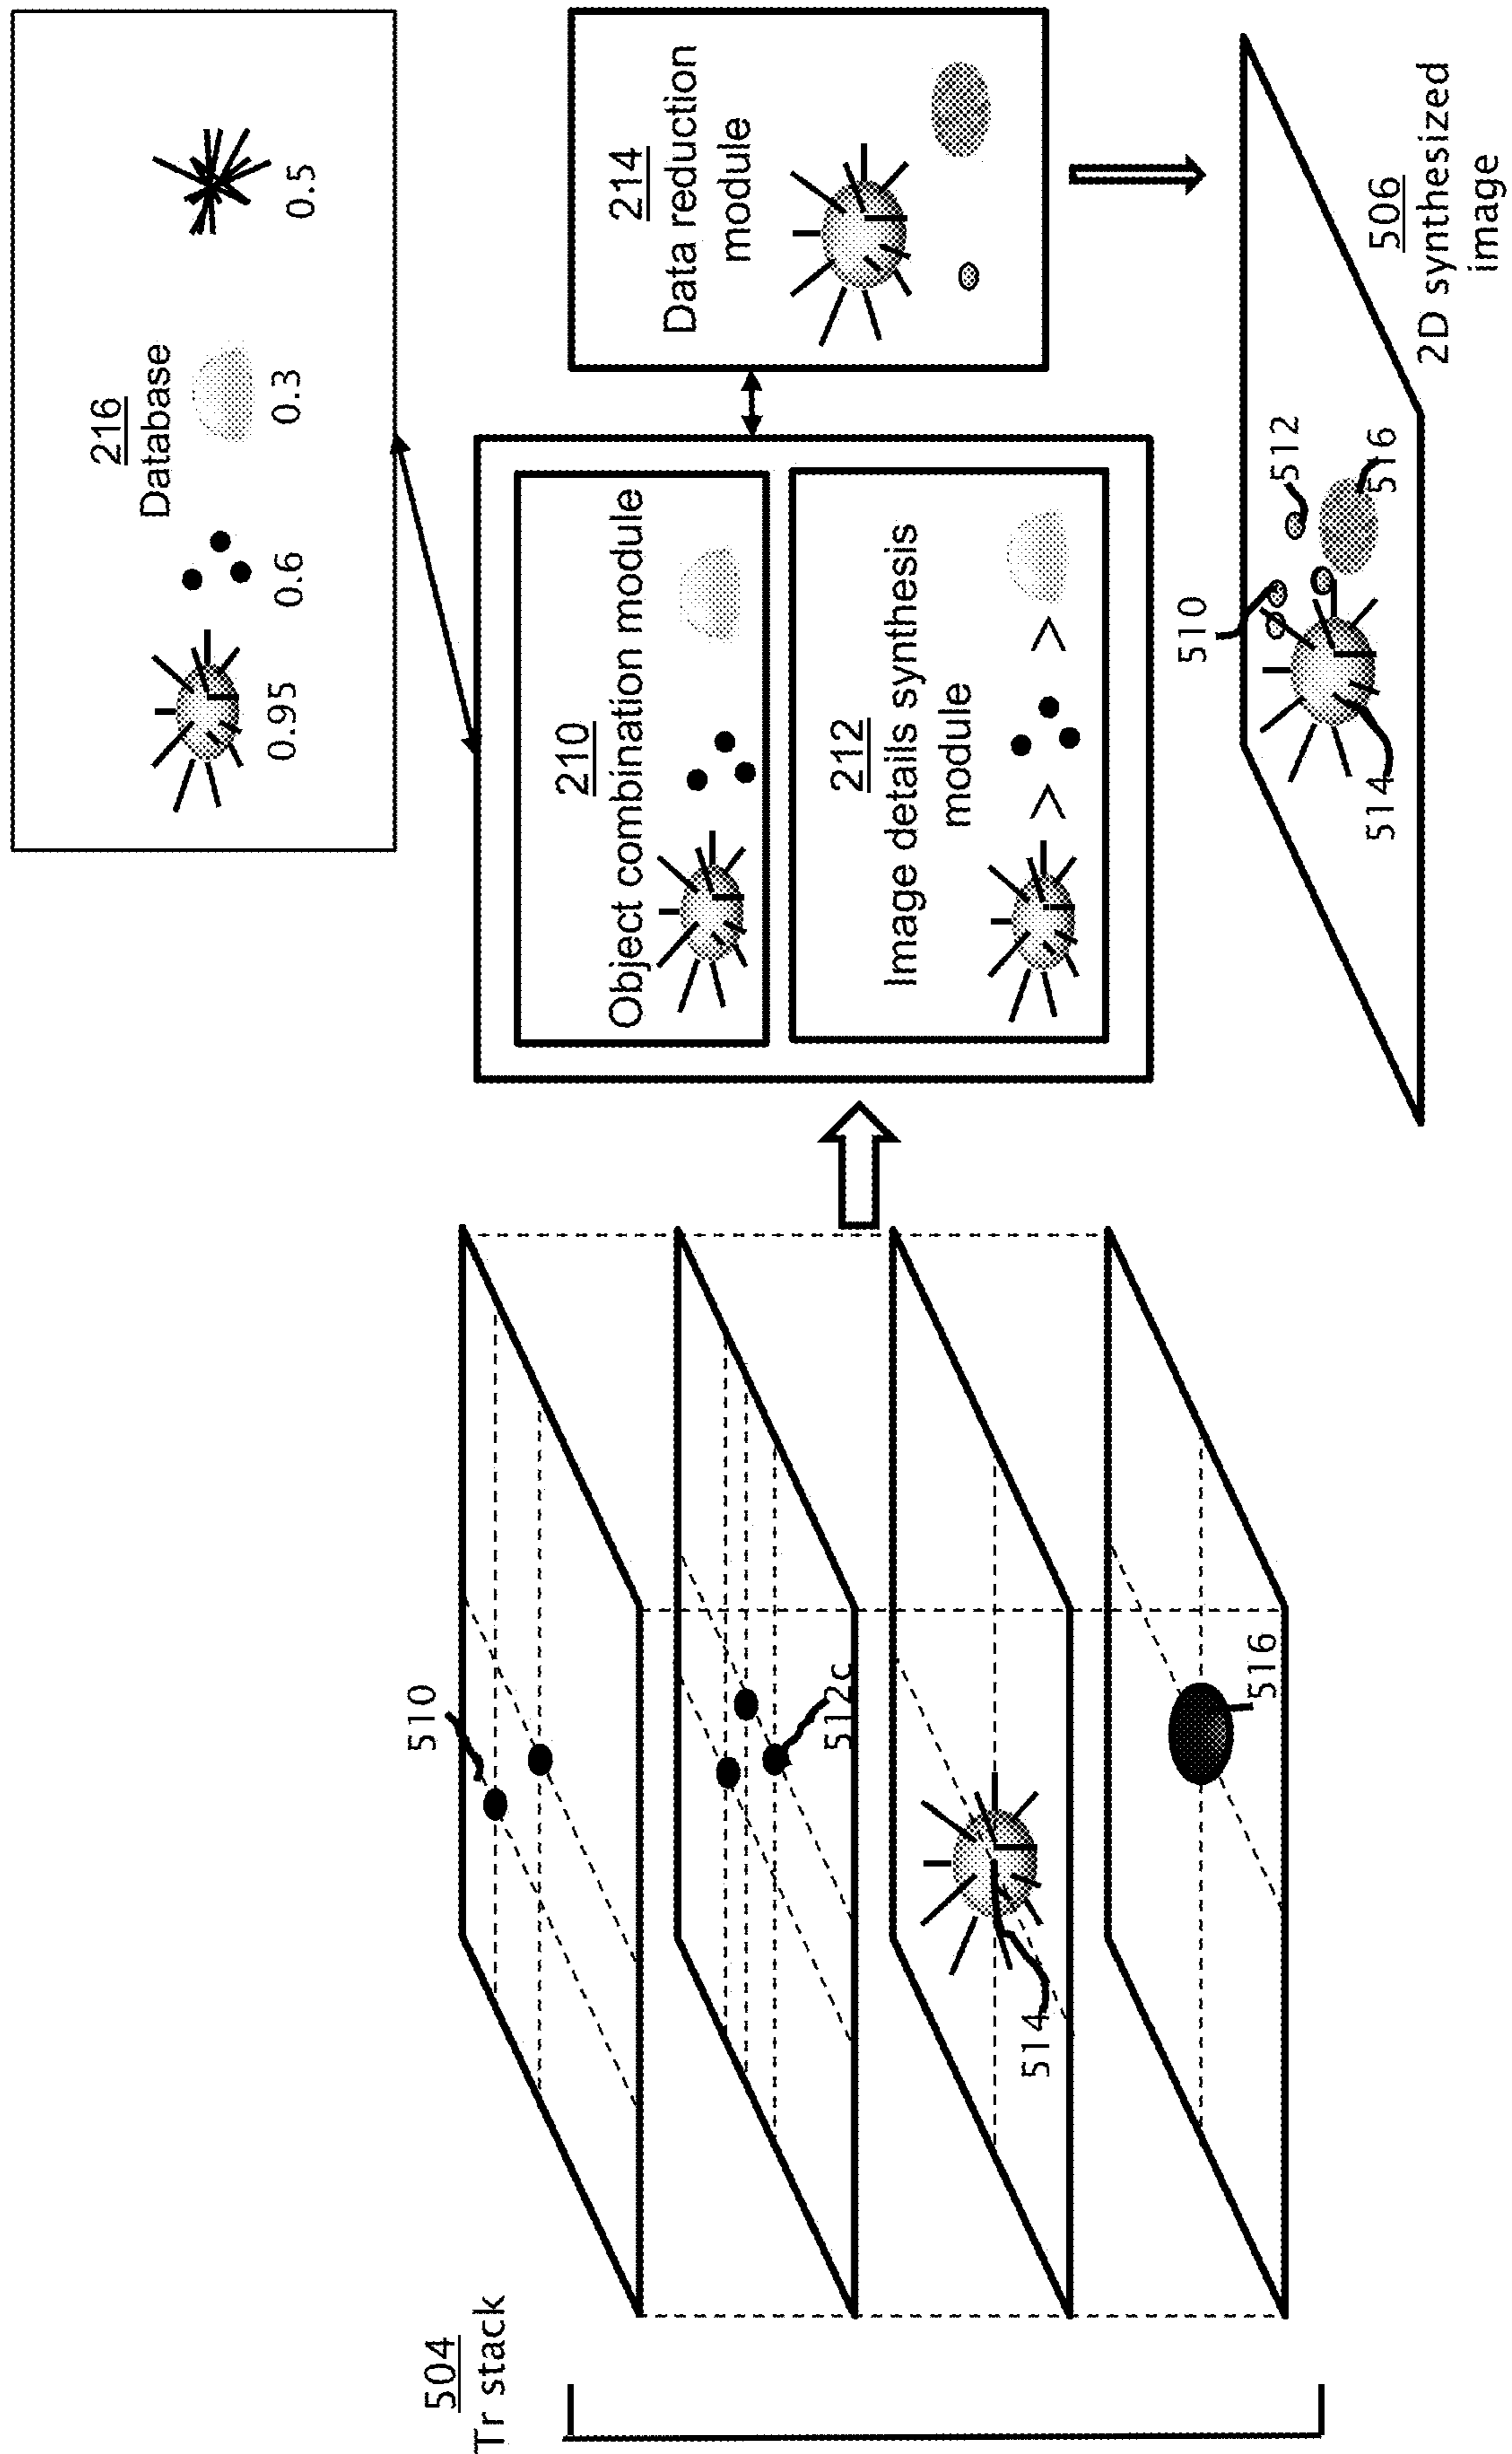 504
Tr stack
510
512c
514
516
216
Database
0.95
0.6
0.3
0.5
210
Object combination module
212
Image details synthesis
module
>
>
214
Data reduction
module
510
512
514
516
506
2D synthesized
image